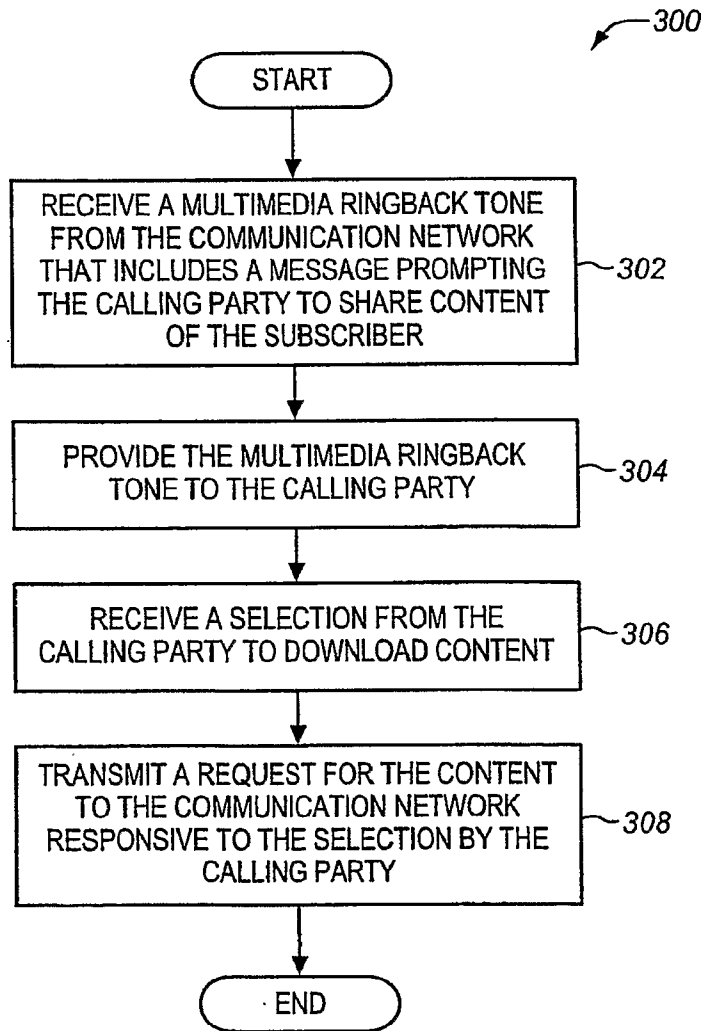 300
START
RECEIVE A MULTIMEDIA RINGBACK TONE
FROM THE COMMUNICATION NETWORK
THAT INCLUDES A MESSAGE PROMPTING
THE CALLING PARTY TO SHARE CONTENT
OF THE SUBSCRIBER
302
PROVIDE THE MULTIMEDIA RINGBACK
TONE TO THE CALLING PARTY
304
RECEIVE A SELECTION FROM THE
CALLING PARTY TO DOWNLOAD CONTENT
306
TRANSMIT A REQUEST FOR THE CONTENT
TO THE COMMUNICATION NETWORK
RESPONSIVE TO THE SELECTION BY THE
CALLING PARTY
308
END